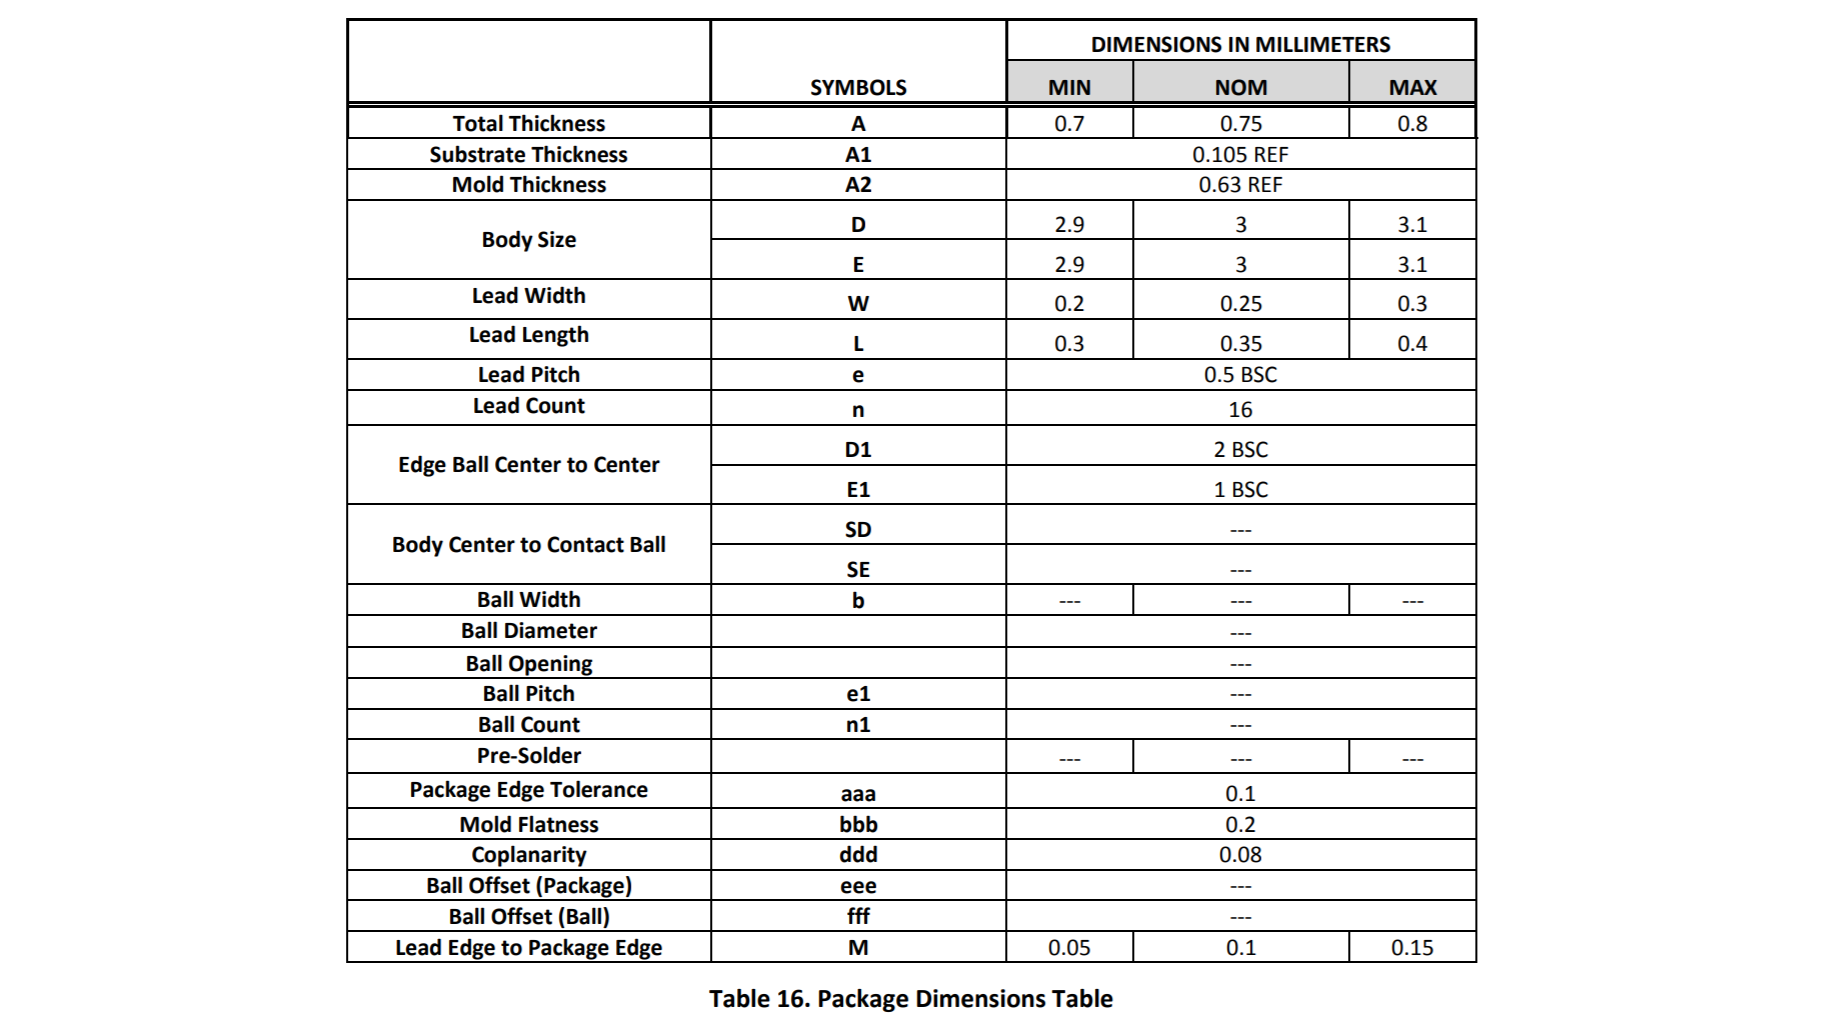 DIMENSIONS IN MILLIMETERS
SYMBOLS MIN NOM MAX
Total Thickness A 0.7 0.75 0.8
Substrate Thickness A1 0.105 REF
Mold Thickness A2 0.63 REF
Body Size D 2.9 3 3.1
E 2.9 3 3.1
Lead Width W 0.2 0.25 0.3
Lead Length L 0.3 0.35 0.4
Lead Pitch e 0.5 BSC
Lead Count n 16
Edge Ball Center to Center D1 2 BSC
E1 1 BSC
Body Center to Contact Ball SD ---
SE ---
Ball Width b --- --- ---
Ball Diameter ---
Ball Opening ---
Ball Pitch e1 ---
Ball Count n1 ---
Pre-Solder --- --- ---
Package Edge Tolerance aaa 0.1
Mold Flatness bbb 0.2
Coplanarity ddd 0.08
Ball Offset (Package) eee ---
Ball Offset (Ball) fff ---
Lead Edge to Package Edge M 0.05 0.1 0.15
Table 16. Package Dimensions Table